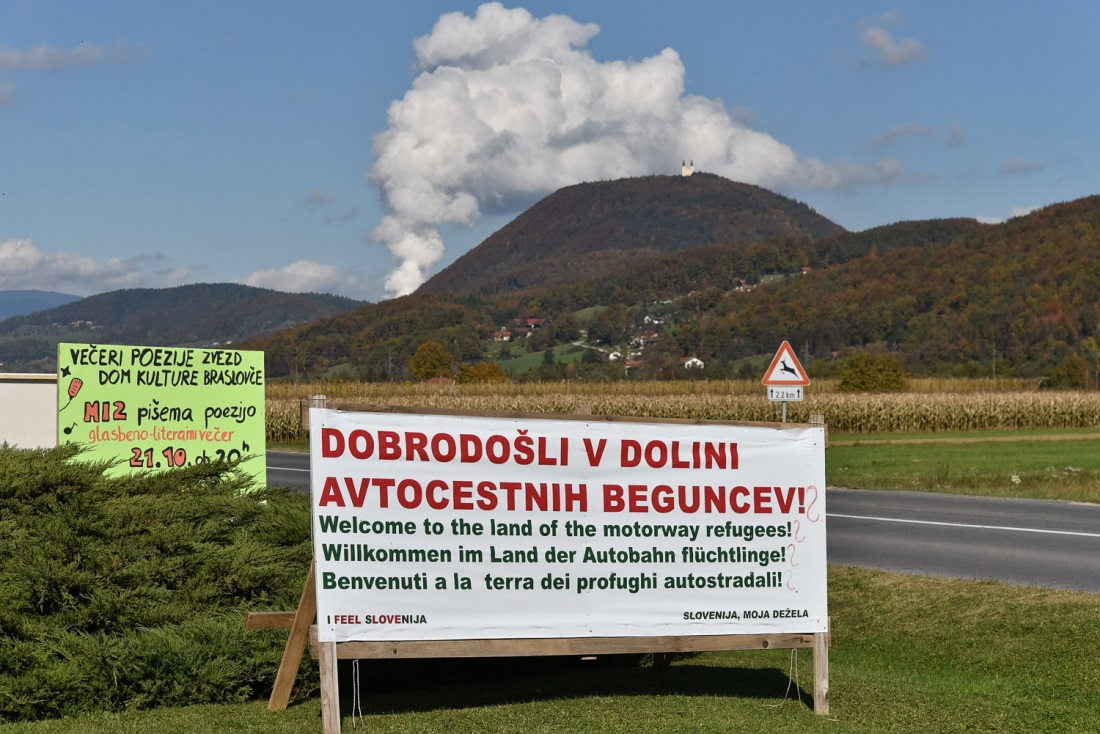 VEČERI POEZIJE ZVEZD
DOM KULTURE BRASLOVČE
MI2 pišema poezijo
glasbeno-literarni večer
21.10. ob 20
DOBRODOŠLI V DOLINI
AVTOCESTNIH BEGUNCEV!
Welcome to the land of the motorway refugees!
Willkommen im Land der Autobahn flüchtlinge!
Benvenuti a la terra dei profughi autostradali!
I FEEL SLOVENIJA
SLOVENIJA, MOJA DEŽELA
2.2 km